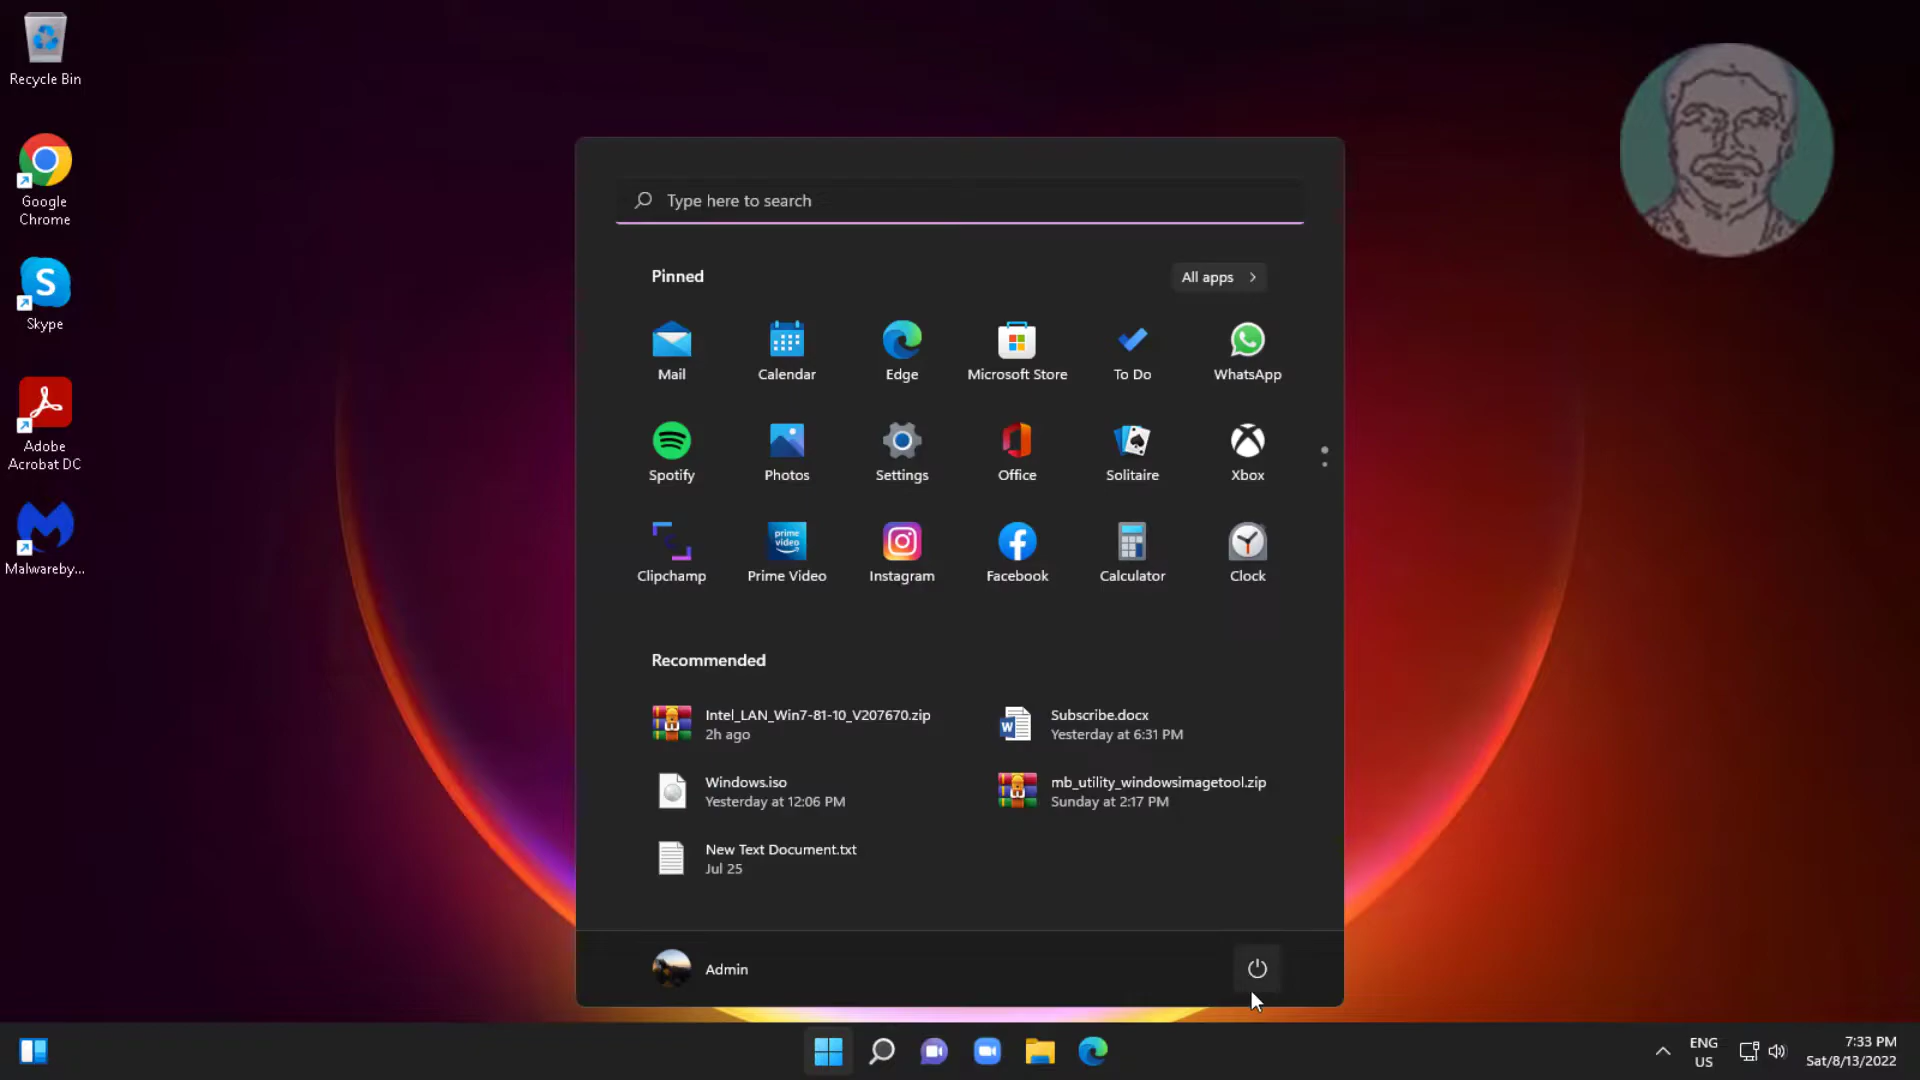 Recycle Bin
Google
Chrome
Skype
Adobe
Acrobat DC
Malwareby...
Type here to search
Pinned
All apps
Mail
Calendar
Edge
Microsoft Store
To Do
WhatsApp
Spotify
Photos
Settings
Office
Solitaire
Xbox
Clipchamp
prime video
Prime Video
Instagram
Facebook
Calculator
Clock
Recommended
Intel_LAN_Win7-81-10_V207670.zip
2h ago
Subscribe.docx
Yesterday at 6:31 PM
Windows.iso
Yesterday at 12:06 PM
mb_utility_windowsimagetool.zip
Sunday at 2:17 PM
New Text Document.txt
Jul 25
Admin
ENG
US
7:33 PM
Sat/8/13/2022